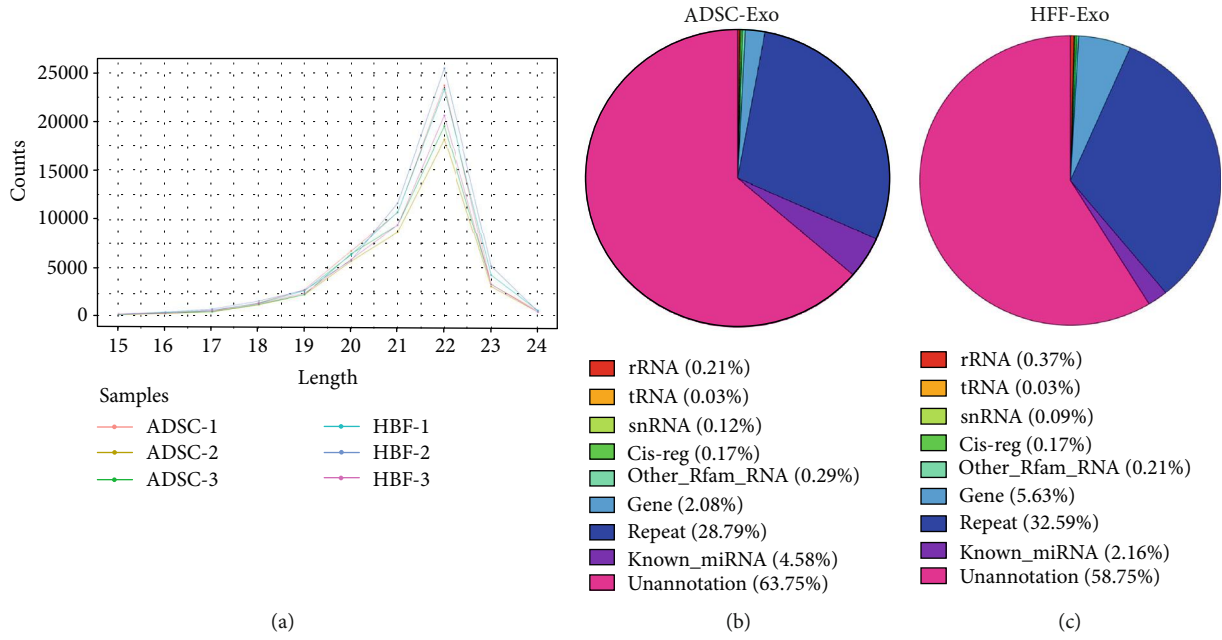 25000
20000
15000
10000
5000
0
Counts
15 16 17 18 19 20 21 22 23 24
Length
Samples
ADSC-1
ADSC-2
ADSC-3
HBF-1
HBF-2
HBF-3
(a)
ADSC-Exo
rRNA (0.21%)
tRNA (0.03%)
snRNA (0.12%)
Cis-reg (0.17%)
Other_Rfam_RNA (0.29%)
Gene (2.08%)
Repeat (28.79%)
Known_miRNA (4.58%)
Unannotation (63.75%)
(b)
HFF-Exo
rRNA (0.37%)
tRNA (0.03%)
snRNA (0.09%)
Cis-reg (0.17%)
Other_Rfam_RNA (0.21%)
Gene (5.63%)
Repeat (32.59%)
Known_miRNA (2.16%)
Unannotation (58.75%)
(c)